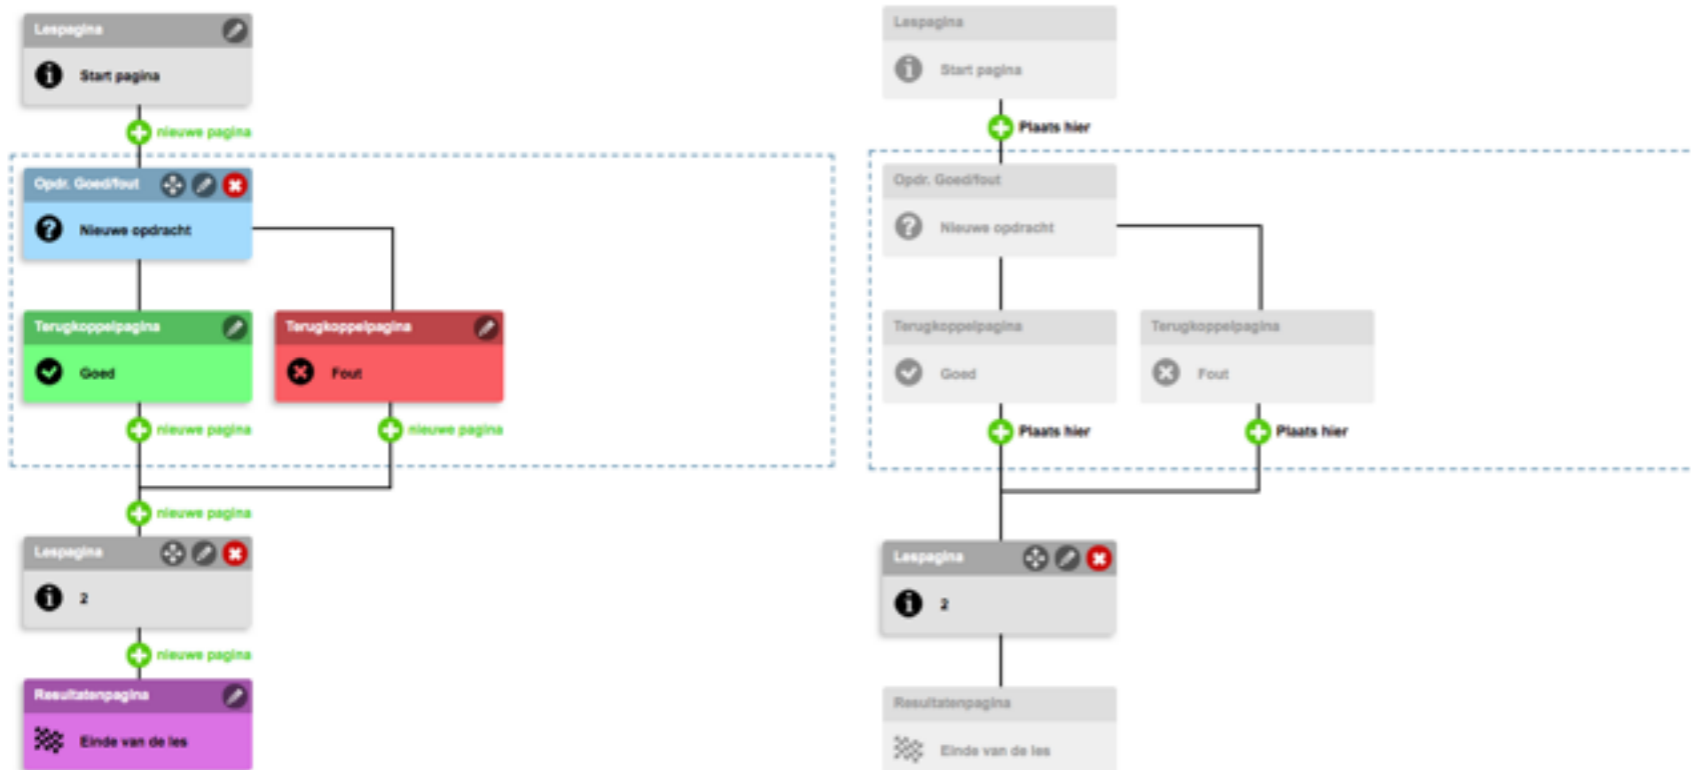 Lespagina
Start pagina
nieuwe pagina
Opdr. Goed/fout
Nieuwe opdracht
Terugkoppelpagina
Goed
Terugkoppelpagina
Fout
nieuwe pagina
nieuwe pagina
nieuwe pagina
Lespagina
2
nieuwe pagina
Resultatenpagina
Einde van de les
Lespagina
Start pagina
Plaats hier
Opdr. Goed/fout
Nieuwe opdracht
Terugkoppelpagina
Goed
Terugkoppelpagina
Fout
Plaats hier
Plaats hier
Lespagina
2
Resultatenpagina
Einde van de les